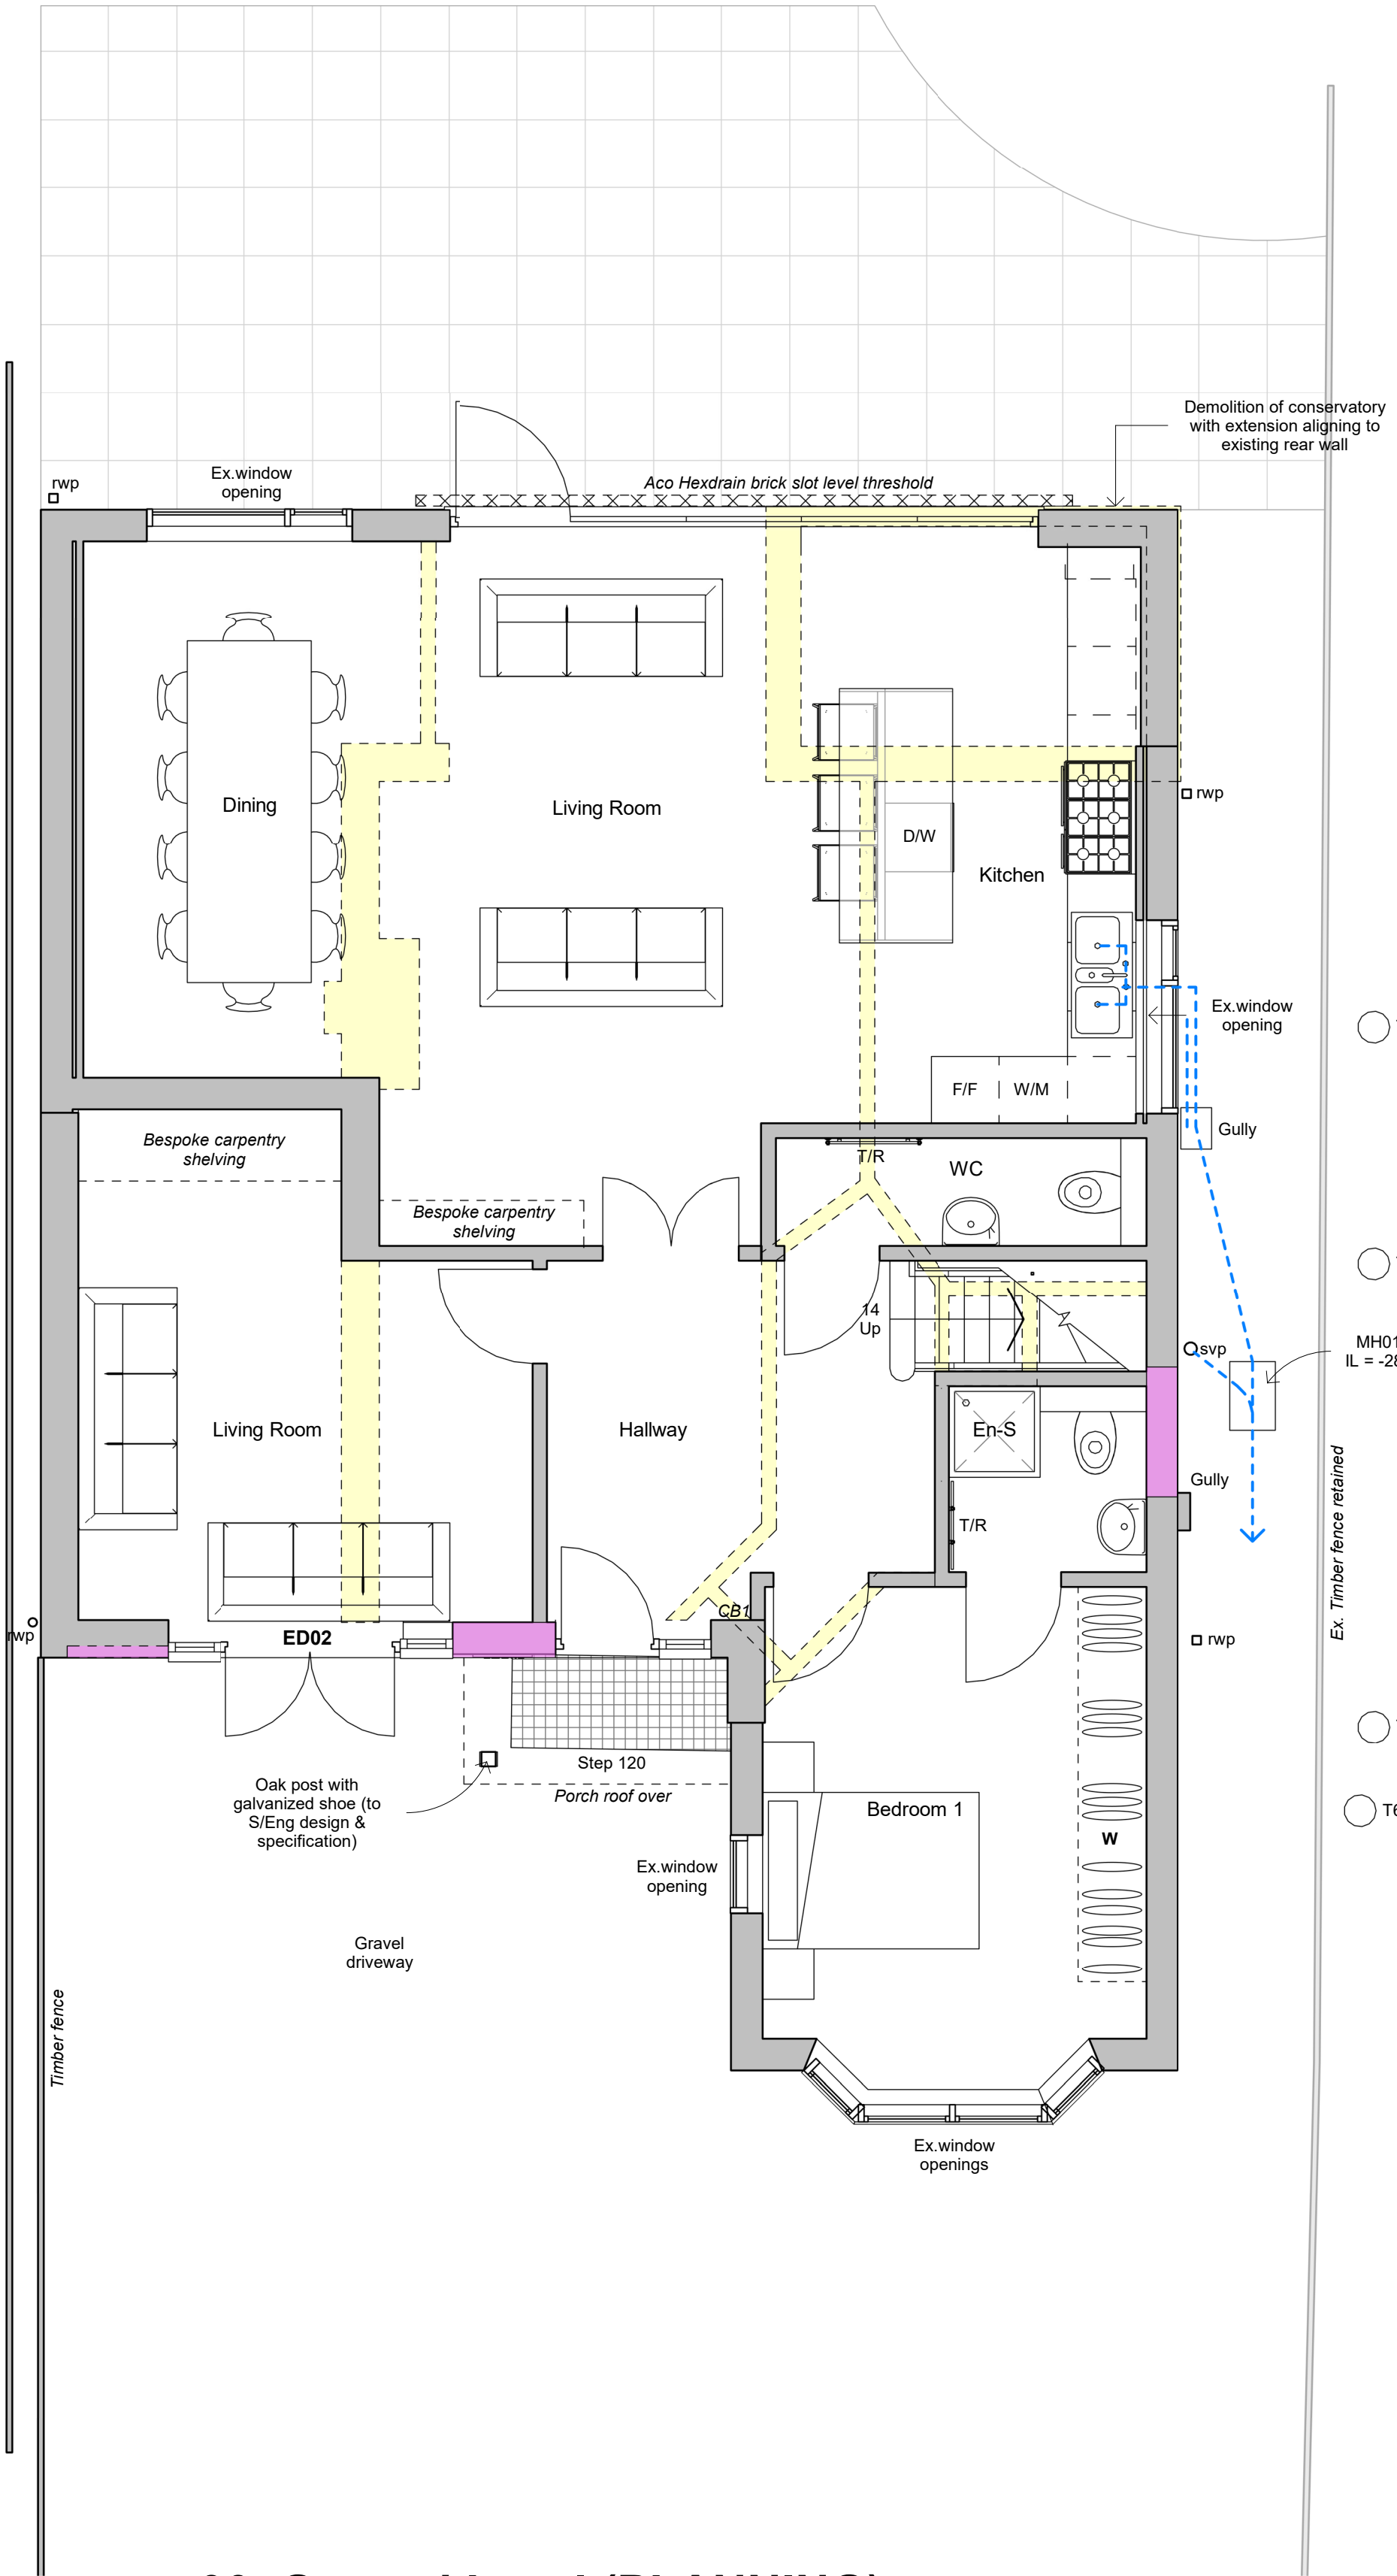 Demolition of conservatory
with extension aligning to
existing rear wall
rwp
Ex.window
opening
Aco Hexdrain brick slot level threshold
Dining
Living Room
rwp
D/W
Kitchen
Ex.window
opening
F/F
W/M
Gully
Bespoke carpentry
shelving
T/R
WC
Bespoke carpentry
shelving
14
Up
svp
MH01
IL = -28
Living Room
Hallway
En-S
Gully
T/R
Ex. Timber fence retained
CB1
rwp
ED02
rwp
Step 120
Porch roof over
Oak post with
galvanized shoe (to
S/Eng design &
specification)
Bedroom 1
T6
W
Ex.window
opening
Gravel
driveway
Timber fence
Ex.window
openings